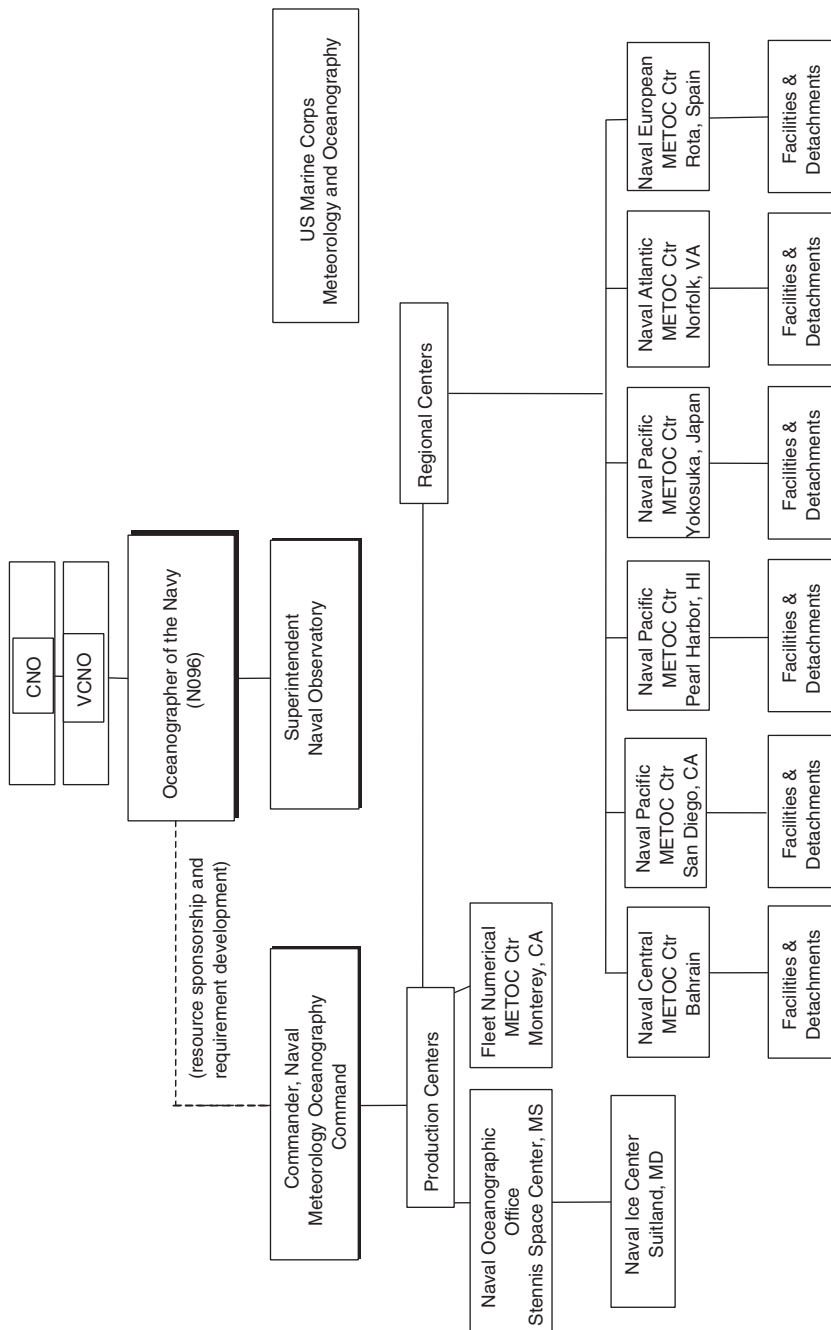 CNO
VCNO
Oceanographer of the Navy
(N096)
(resource sponsorship and
requirement development)
Commander, Naval
Meteorology Oceanography
Command
Superintendent
Naval Observatory
US Marine Corps
Meteorology and Oceanography
Production Centers
Regional Centers
Naval Oceanographic
Office
Stennis Space Center, MS
Fleet Numerical
METOC Ctr
Monterey, CA
Naval Ice Center
Suitland, MD
Naval Central
METOC Ctr
Bahrain
Naval Pacific
METOC Ctr
San Diego, CA
Naval Pacific
METOC Ctr
Pearl Harbor, HI
Naval Pacific
METOC Ctr
Yokosuka, Japan
Naval Atlantic
METOC Ctr
Norfolk, VA
Naval European
METOC Ctr
Rota, Spain
Facilities &
Detachments
Facilities &
Detachments
Facilities &
Detachments
Facilities &
Detachments
Facilities &
Detachments
Facilities &
Detachments